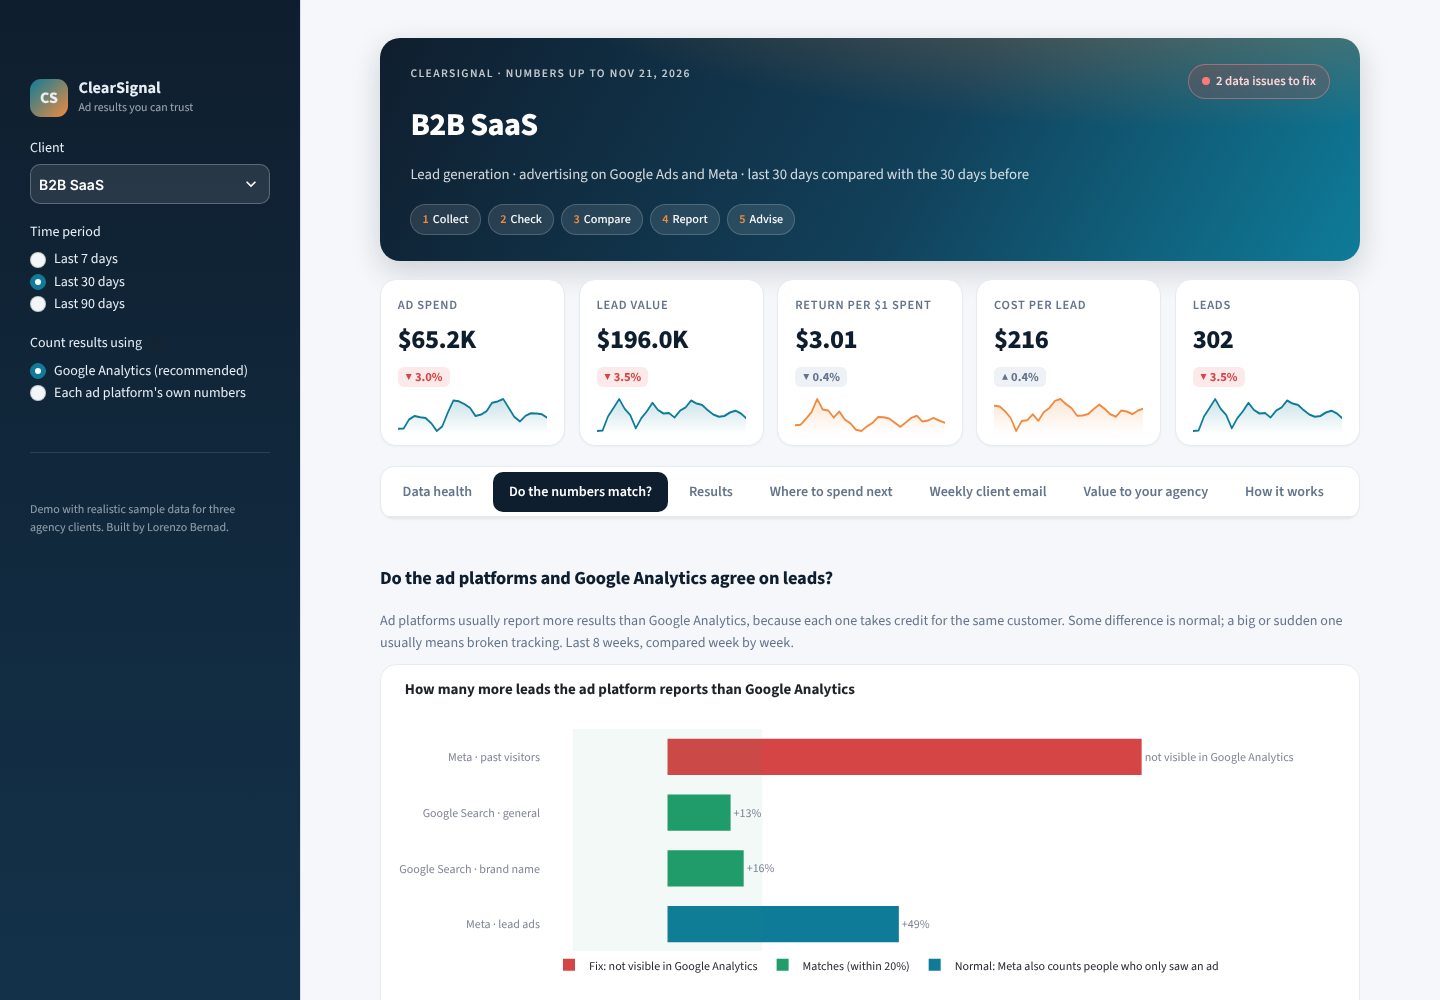 CS
ClearSignal
Ad results you can trust
Client
B2B SaaS
Time period
Last 7 days
Last 30 days
Last 90 days
Count results using
Google Analytics (recommended)
Each ad platform's own numbers
Demo with realistic sample data for three
agency clients. Built by Lorenzo Bernad.
CLEARSIGNAL · NUMBERS UP TO NOV 21, 2026
2 data issues to fix
B2B SaaS
Lead generation · advertising on Google Ads and Meta · last 30 days compared with the 30 days before
1 Collect
2 Check
3 Compare
4 Report
5 Advise
AD SPEND
$65.2K
▼ 3.0%
LEAD VALUE
$196.0K
▼ 3.5%
RETURN PER $1 SPENT
$3.01
▼ 0.4%
COST PER LEAD
$216
▲ 0.4%
LEADS
302
▼ 3.5%
Data health
Do the numbers match?
Results
Where to spend next
Weekly client email
Value to your agency
How it works
Do the ad platforms and Google Analytics agree on leads?
Ad platforms usually report more results than Google Analytics, because each one takes credit for the same customer. Some difference is normal; a big or sudden one
usually means broken tracking. Last 8 weeks, compared week by week.
How many more leads the ad platform reports than Google Analytics
Meta · past visitors
not visible in Google Analytics
Google Search · general
+13%
Google Search · brand name
+16%
Meta · lead ads
+49%
Fix: not visible in Google Analytics
Matches (within 20%)
Normal: Meta also counts people who only saw an ad